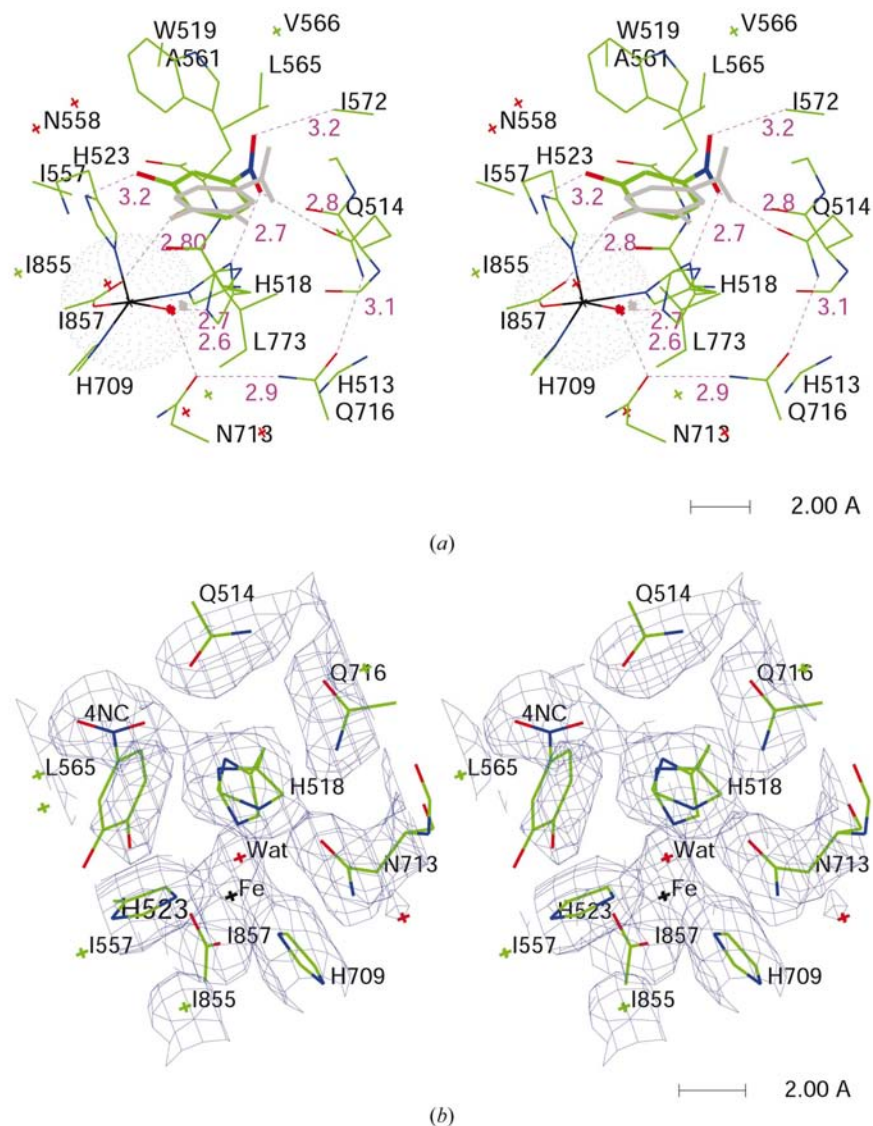 W519
V566
A561
L565
I572
3.2
N558
H523
I557
3.2
2.8
Q514
2.80
2.7
I855
H518
3.1
I857
2.7
2.6
L773
H709
2.9
H513
Q716
N713
W519
V566
A561
L565
I572
3.2
N558
H523
I557
3.2
2.8
Q514
2.8
2.7
I855
H518
3.1
I857
2.7
2.6
L773
H709
2.9
H513
Q716
N713
2.00 A
(a)
Q514
Q716
4NC
L565
H518
Wat
N713
Fe
H523
I557
I857
H709
I855
Q514
Q716
4NC
L565
H518
Wat
N713
Fe
H523
I557
I857
H709
I855
2.00 A
(b)